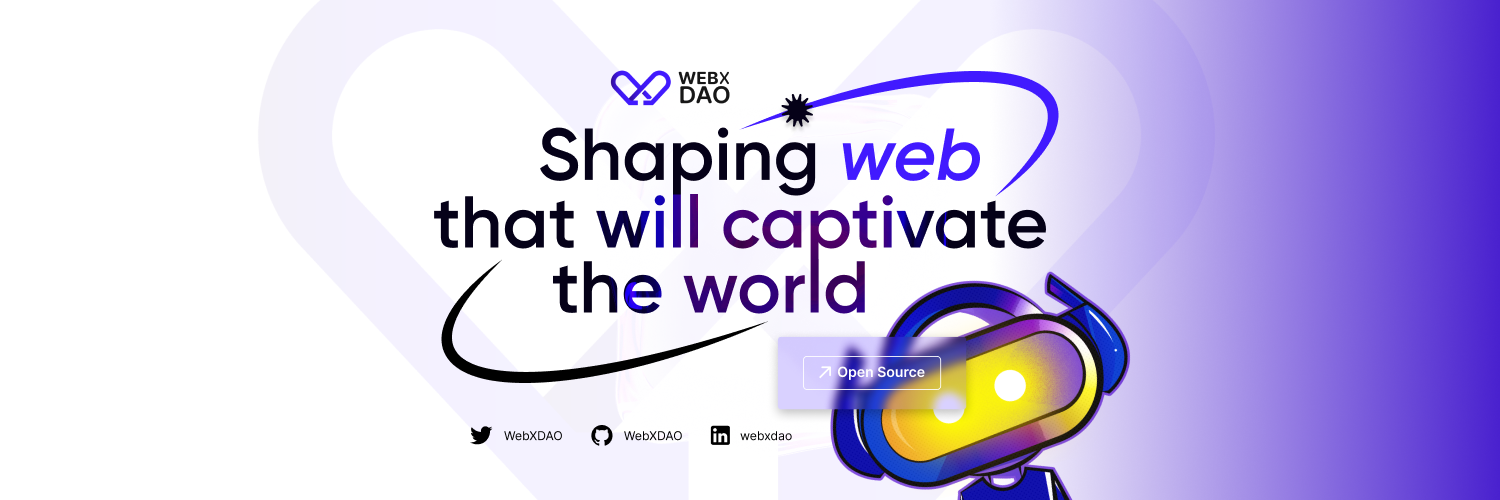 WEBX
DAO
Shaping web
that will captivate
the world
Open Source
WebXDAO
WebXDAO
webxdao